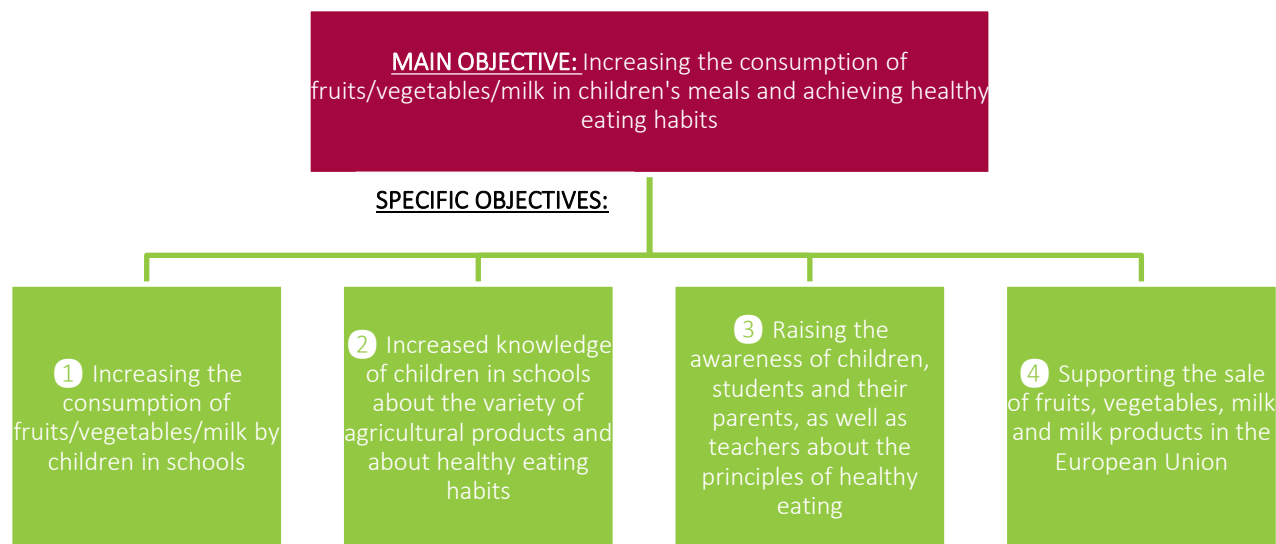 MAIN OBJECTIVE: Increasing the consumption of
fruits/vegetables/milk in children's meals and achieving healthy
eating habits
SPECIFIC OBJECTIVES:
1 Increasing the
consumption of
fruits/vegetables/milk by
children in schools
2 Increased knowledge
of children in schools
about the variety of
agricultural products and
about healthy eating
habits
3 Raising the
awareness of children,
students and their
parents, as well as
teachers about the
principles of healthy
eating
4 Supporting the sale
of fruits, vegetables, milk
and milk products in the
European Union